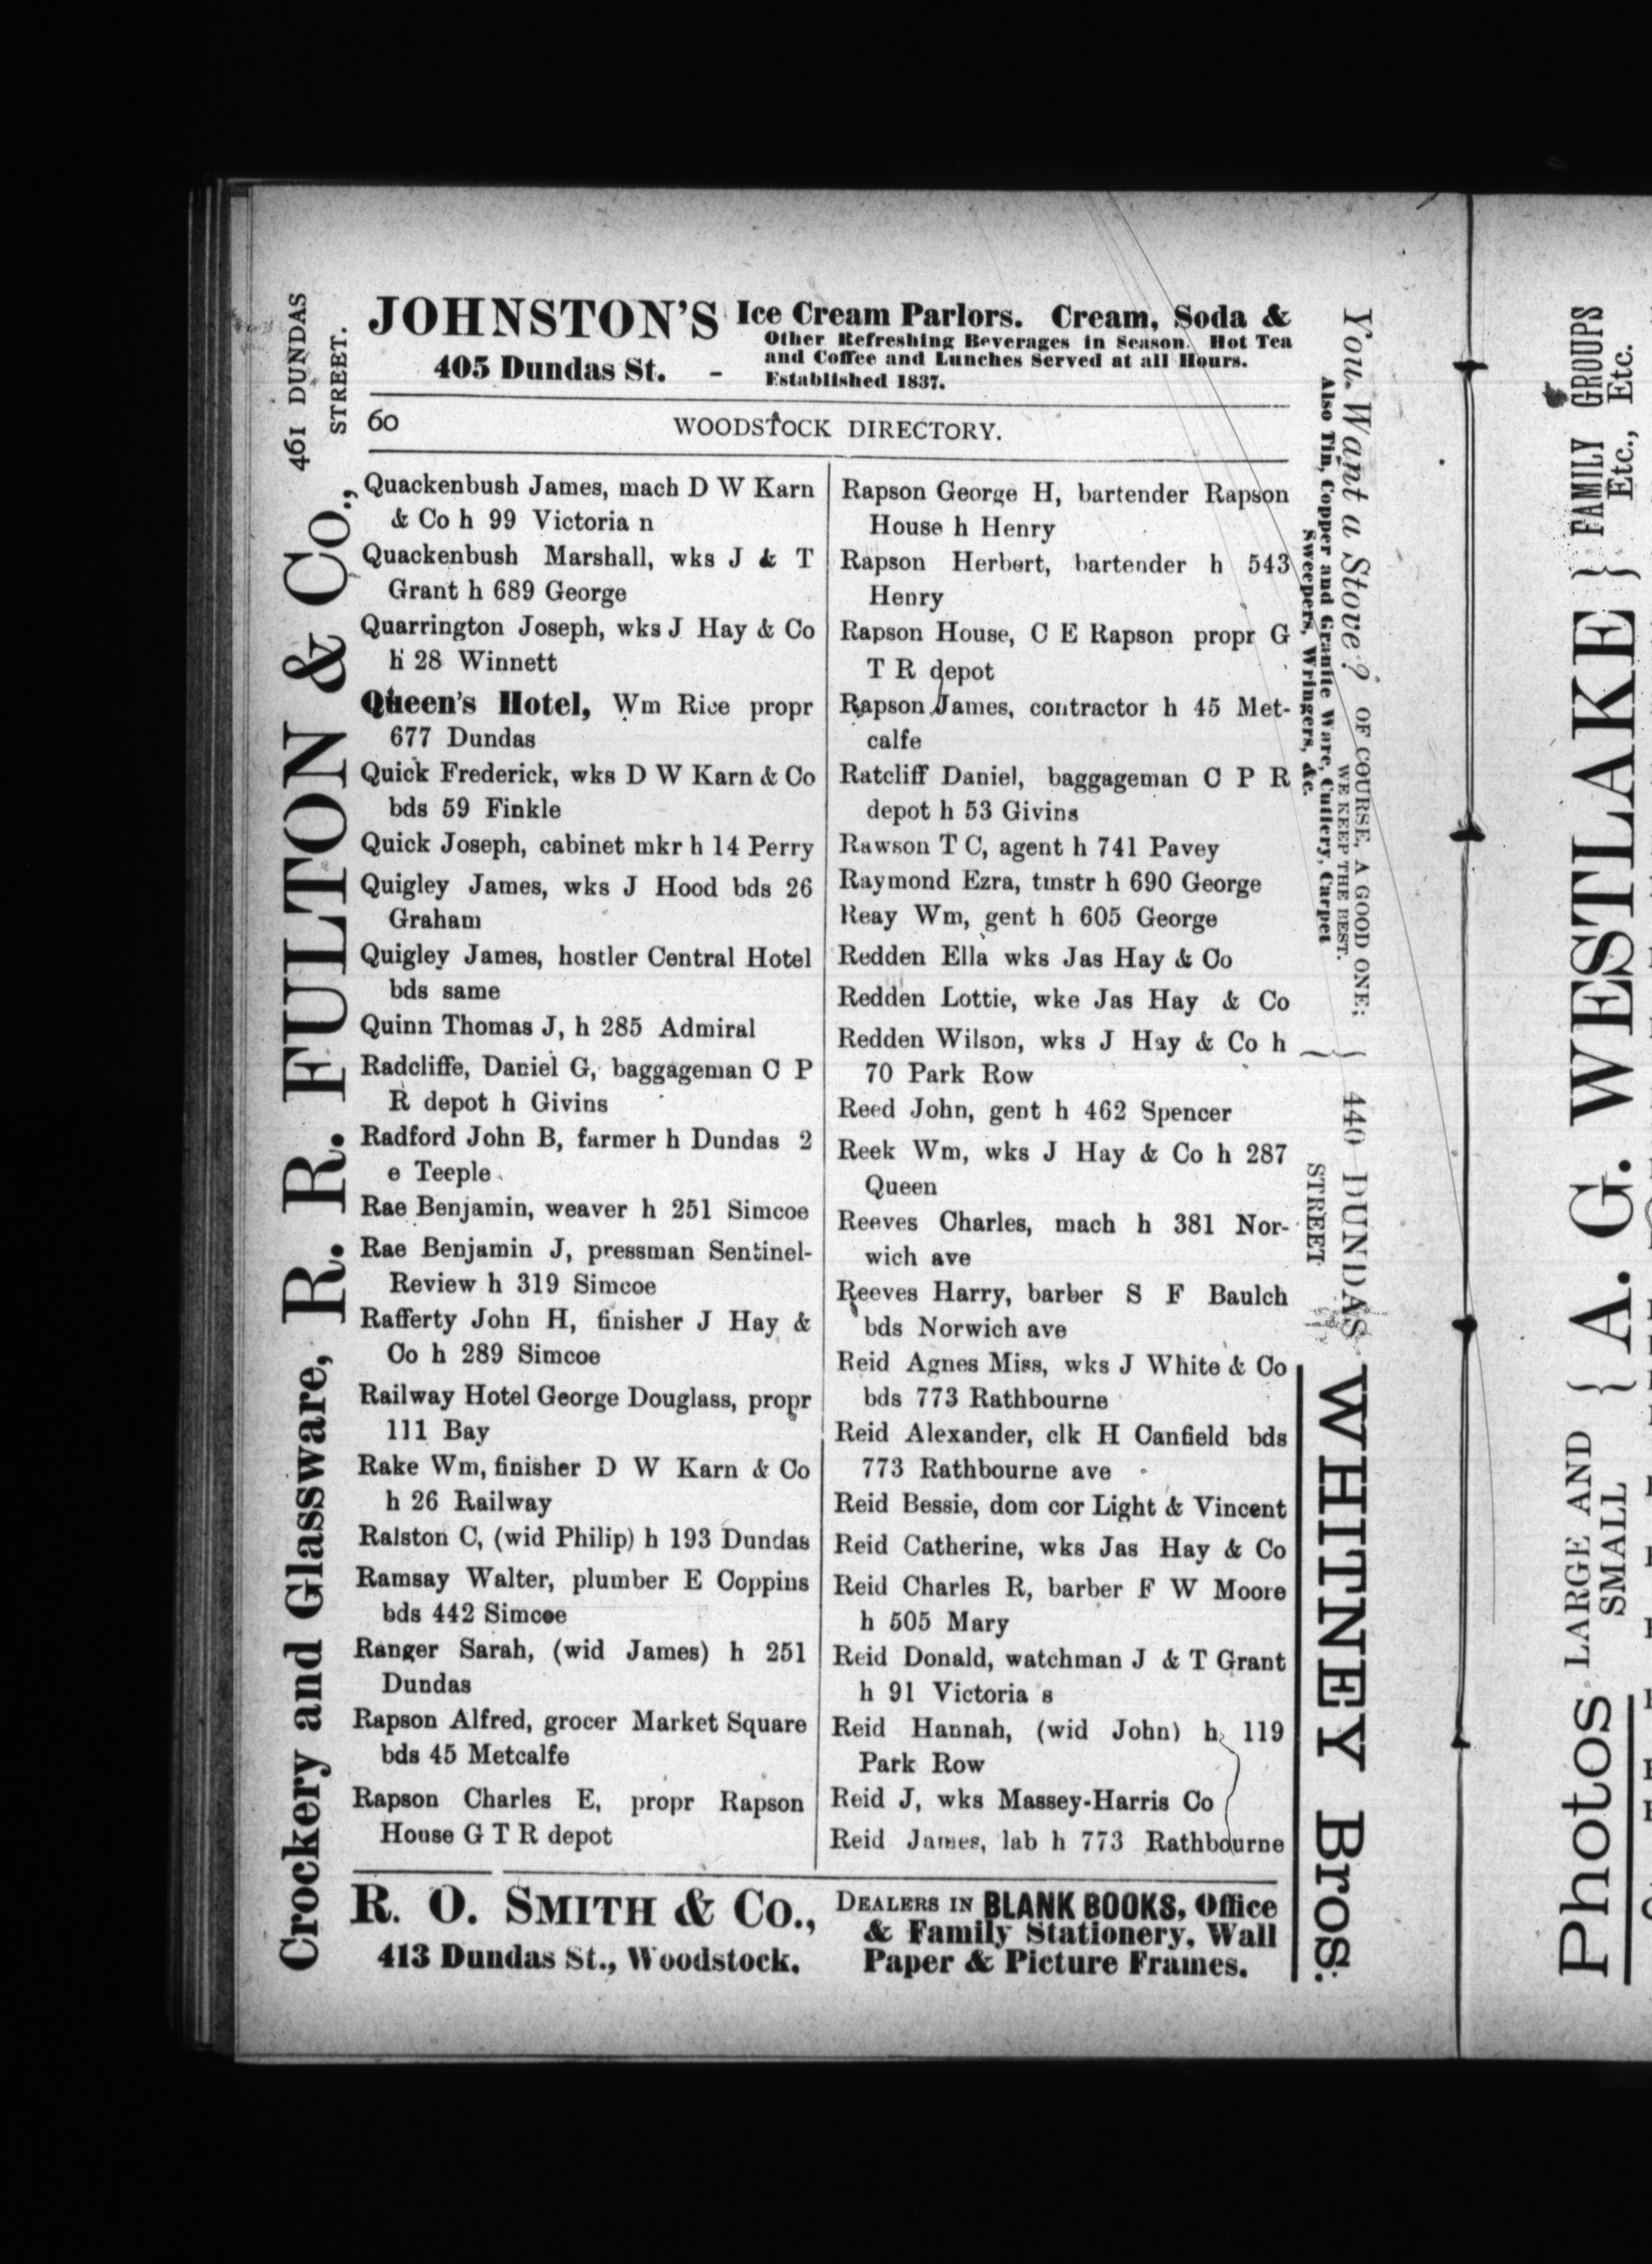 JOHNSTON'S Ice Cream Parlors. Cream, Soda &
Other Refreshing Beverages in Season. Hot Tea
and Coffee and Lunches Served at all Hours.
405 Dundas St. - Established 1837.
60
WOODSTOCK DIRECTORY.
Quackenbush James, mach D W Karn
& Co h 99 Victoria n
Quackenbush Marshall, wks J & T
Grant h 689 George
Quarrington Joseph, wks J Hay & Co
h 28 Winnett
Queen's Hotel, Wm Rice propr
677 Dundas
Quick Frederick, wks D W Karn & Co
bds 59 Finkle
Quick Joseph, cabinet mkr h 14 Perry
Quigley James, wks J Hood bds 26
Graham
Quigley James, hostler Central Hotel
bds same
Quinn Thomas J, h 285 Admiral
Radcliffe, Daniel G, baggageman C P
R depot h Givins
Radford John B, farmer h Dundas 2
e Teeple
Rae Benjamin, weaver h 251 Simcoe
Rae Benjamin J, pressman Sentinel-
Review h 319 Simcoe
Rafferty John H, finisher J Hay &
Co h 289 Simcoe
Railway Hotel George Douglass, propr
111 Bay
Rake Wm, finisher D W Karn & Co
h 26 Railway
Ralston C, (wid Philip) h 193 Dundas
Ramsay Walter, plumber E Coppins
bds 442 Simcoe
Ranger Sarah, (wid James) h 251
Dundas
Rapson Alfred, grocer Market Square
bds 45 Metcalfe
Rapson Charles E, propr Rapson
House G T R depot
Rapson George H, bartender Rapson
House h Henry
Rapson Herbert, bartender h 543
Henry
Rapson House, C E Rapson propr G
T R depot
Rapson James, contractor h 45 Met-
calfe
Ratcliff Daniel, baggageman C P R
depot h 53 Givins
Rawson T C, agent h 741 Pavey
Raymond Ezra, tmstr h 690 George
Reay Wm, gent h 605 George
Redden Ella wks Jas Hay & Co
Redden Lottie, wke Jas Hay & Co
Redden Wilson, wks J Hay & Co h
70 Park Row
Reed John, gent h 462 Spencer
Reek Wm, wks J Hay & Co h 287
Queen
Reeves Charles, mach h 381 Nor-
wich ave
Reeves Harry, barber S F Baulch
bds Norwich ave
Reid Agnes Miss, wks J White & Co
bds 773 Rathbourne
Reid Alexander, clk H Canfield bds
773 Rathbourne ave
Reid Bessie, dom cor Light & Vincent
Reid Catherine, wks Jas Hay & Co
Reid Charles R, barber F W Moore
h 505 Mary
Reid Donald, watchman J & T Grant
h 91 Victoria s
Reid Hannah, (wid John) h 119
Park Row
Reid J, wks Massey-Harris Co
Reid James, lab h 773 Rathbourne
R. O. SMITH & Co.,
413 Dundas St., Woodstock.
DEALERS IN BLANK BOOKS, Office
& Family Stationery, Wall
Paper & Picture Frames.
Crockery and Glassware, R. R. FULTON & Co., 461 DUNDAS
STREET.
You Want a Stove? OF COURSE, A GOOD ONE;
WE KEEP THE BEST.
Also Tin, Copper and Granite Ware, Cutlery, Carpet
Sweepers, Wringers, &c.
440 DUNDAS
STREET
WHITNEY Bros.
Photos LARGE AND
SMALL
A. G. WESTLAKE
FAMILY GROUPS
Etc., Etc.